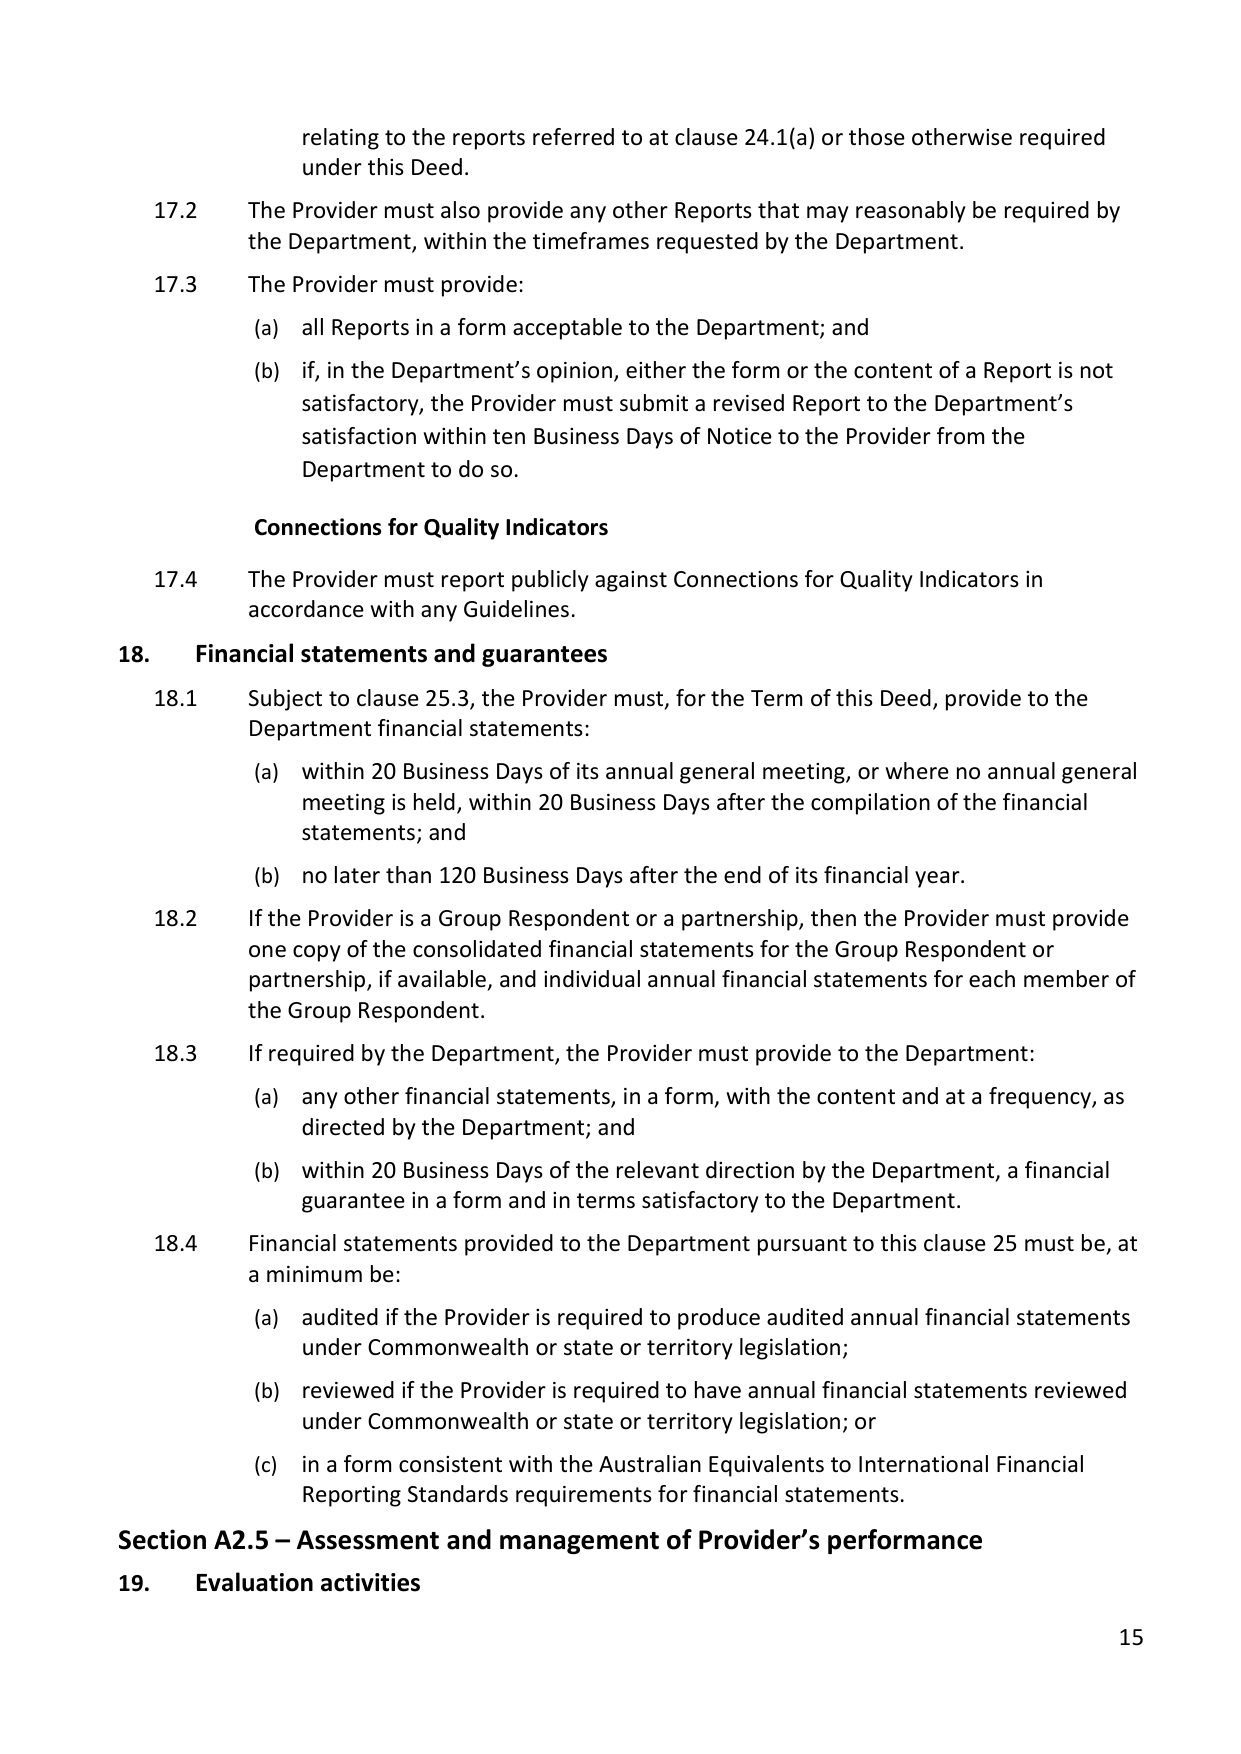 relating to the reports referred to at clause 24.1(a) or those otherwise required
under this Deed.
17.2 The Provider must also provide any other Reports that may reasonably be required by
the Department, within the timeframes requested by the Department.
17.3 The Provider must provide:
(a) all Reports in a form acceptable to the Department; and
(b) if, in the Department’s opinion, either the form or the content of a Report is not
satisfactory, the Provider must submit a revised Report to the Department’s
satisfaction within ten Business Days of Notice to the Provider from the
Department to do so.
Connections for Quality Indicators
17.4 The Provider must report publicly against Connections for Quality Indicators in
accordance with any Guidelines.
18. Financial statements and guarantees
18.1 Subject to clause 25.3, the Provider must, for the Term of this Deed, provide to the
Department financial statements:
(a) within 20 Business Days of its annual general meeting, or where no annual general
meeting is held, within 20 Business Days after the compilation of the financial
statements; and
(b) no later than 120 Business Days after the end of its financial year.
18.2 If the Provider is a Group Respondent or a partnership, then the Provider must provide
one copy of the consolidated financial statements for the Group Respondent or
partnership, if available, and individual annual financial statements for each member of
the Group Respondent.
18.3 If required by the Department, the Provider must provide to the Department:
(a) any other financial statements, in a form, with the content and at a frequency, as
directed by the Department; and
(b) within 20 Business Days of the relevant direction by the Department, a financial
guarantee in a form and in terms satisfactory to the Department.
18.4 Financial statements provided to the Department pursuant to this clause 25 must be, at
a minimum be:
(a) audited if the Provider is required to produce audited annual financial statements
under Commonwealth or state or territory legislation;
(b) reviewed if the Provider is required to have annual financial statements reviewed
under Commonwealth or state or territory legislation; or
(c) in a form consistent with the Australian Equivalents to International Financial
Reporting Standards requirements for financial statements.
Section A2.5 – Assessment and management of Provider’s performance
19. Evaluation activities
15